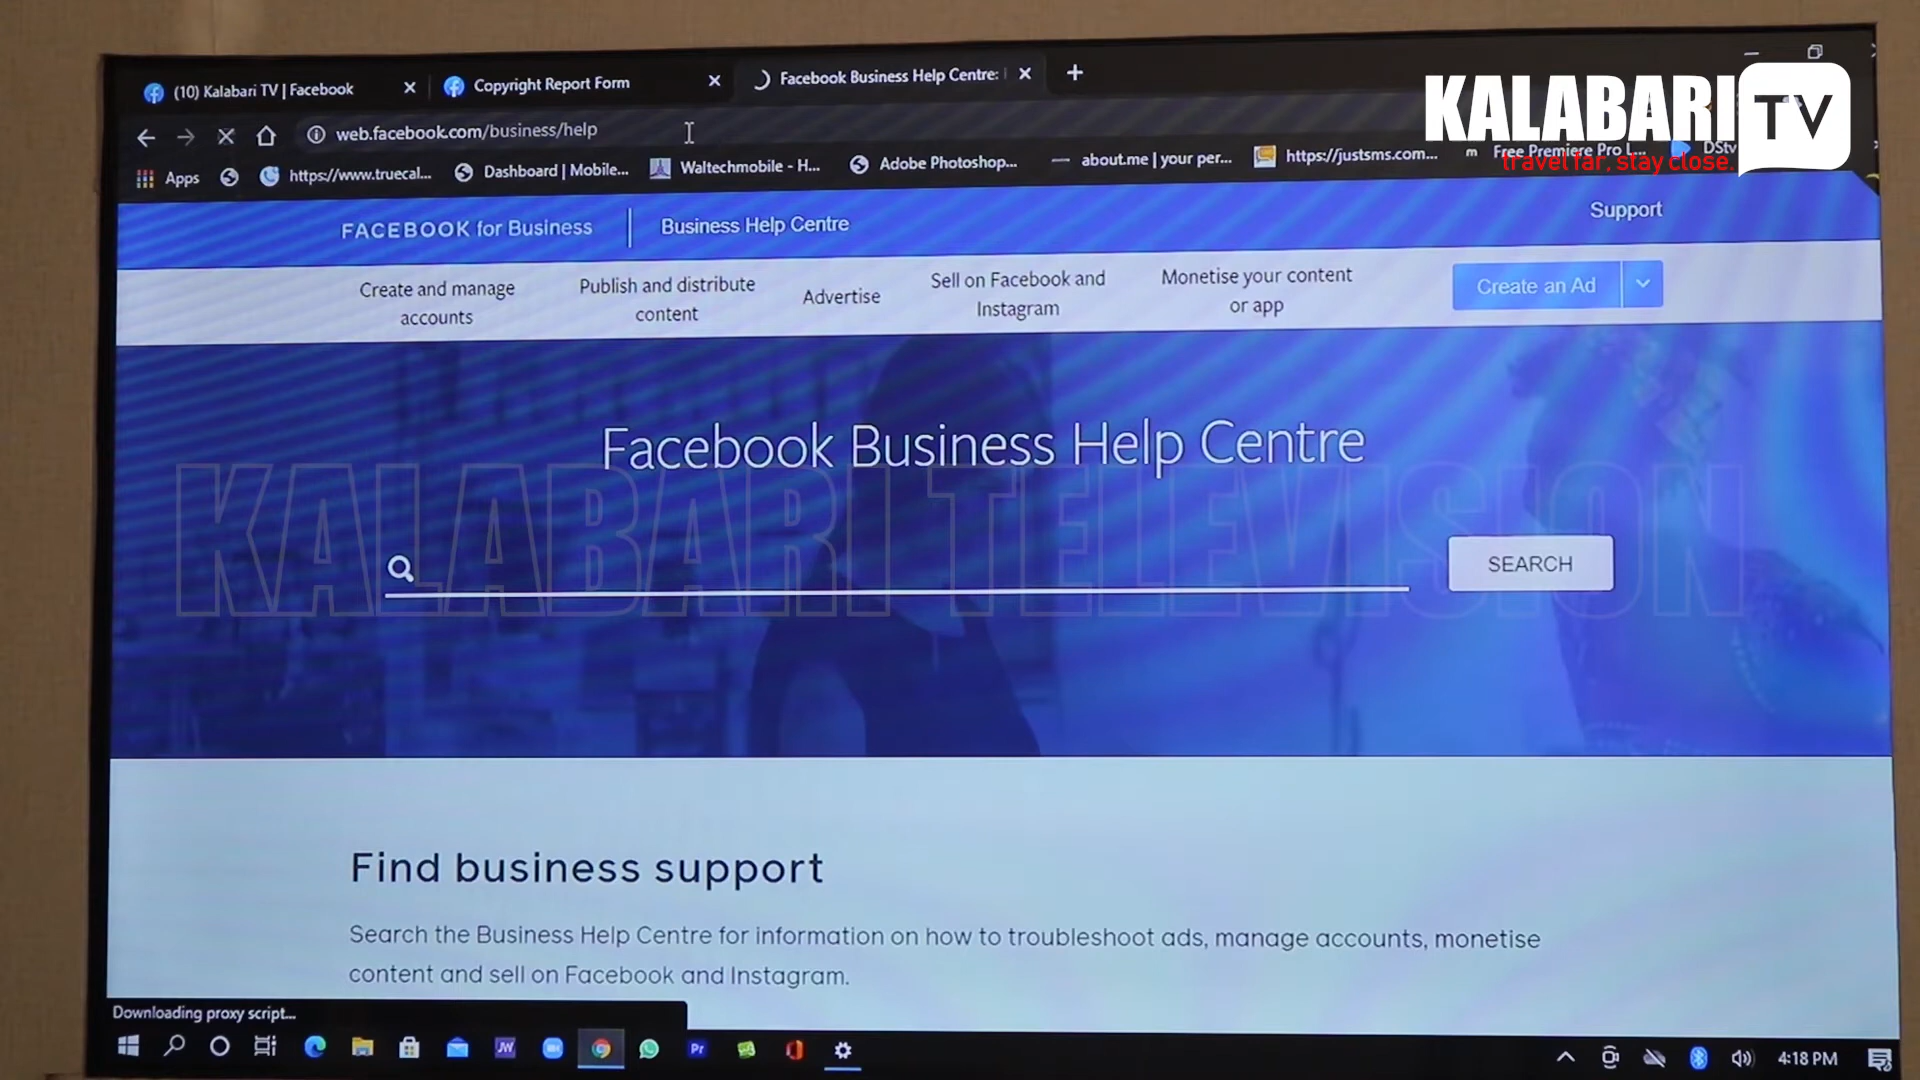 (10) Kalabari TV | Facebook
Copyright Report Form
Facebook Business Help Centre:
KALABARI TV
travel far, stay close.
web.facebook.com/business/help
Apps
https://www.truecal...
Dashboard | Mobile...
Waltechmobile - H...
Adobe Photoshop...
about.me | your per...
https://justsms.com...
Free Premiere Pro L...
DStv
FACEBOOK for Business
Business Help Centre
Support
Create and manage
accounts
Publish and distribute
content
Advertise
Sell on Facebook and
Instagram
Monetise your content
or app
Create an Ad
Facebook Business Help Centre
KALABARI TELEVISION
SEARCH
Find business support
Search the Business Help Centre for information on how to troubleshoot ads, manage accounts, monetise
content and sell on Facebook and Instagram.
Downloading proxy script...
JW
Pr
4:18 PM